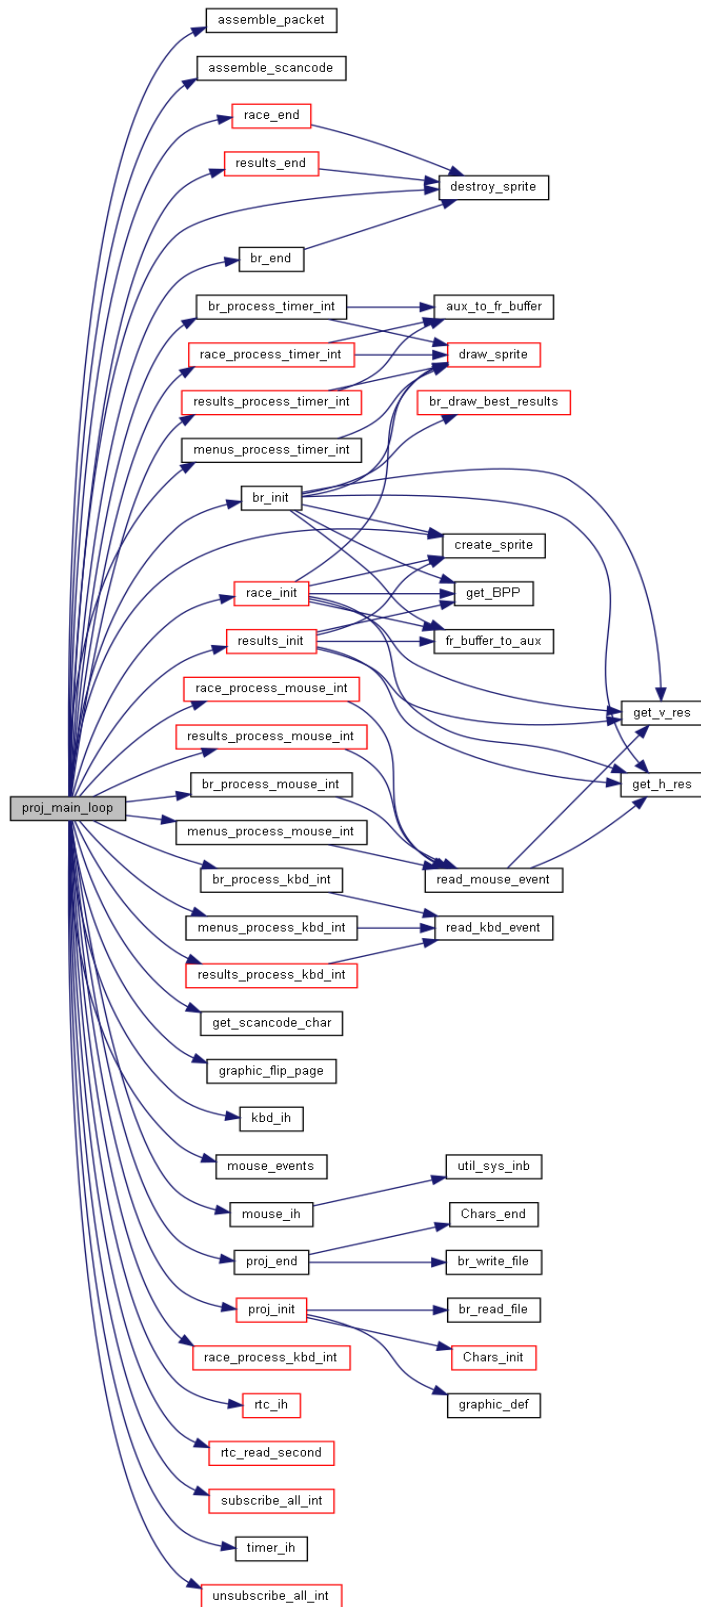 assemble_packet
assemble_scancode
race_end
results_end
destroy_sprite
br_end
br_process_timer_int
aux_to_fr_buffer
race_process_timer_int
draw_sprite
results_process_timer_int
br_draw_best_results
menus_process_timer_int
br_init
create_sprite
race_init
get_BPP
results_init
fr_buffer_to_aux
race_process_mouse_int
get_v_res
results_process_mouse_int
br_process_mouse_int
get_h_res
proj_main_loop
menus_process_mouse_int
br_process_kbd_int
read_mouse_event
menus_process_kbd_int
read_kbd_event
results_process_kbd_int
get_scancode_char
graphic_flip_page
kbd_ih
mouse_events
util_sys_inb
mouse_ih
Chars_end
proj_end
br_write_file
proj_init
br_read_file
race_process_kbd_int
Chars_init
rtc_ih
graphic_def
rtc_read_second
subscribe_all_int
timer_ih
unsubscribe_all_int